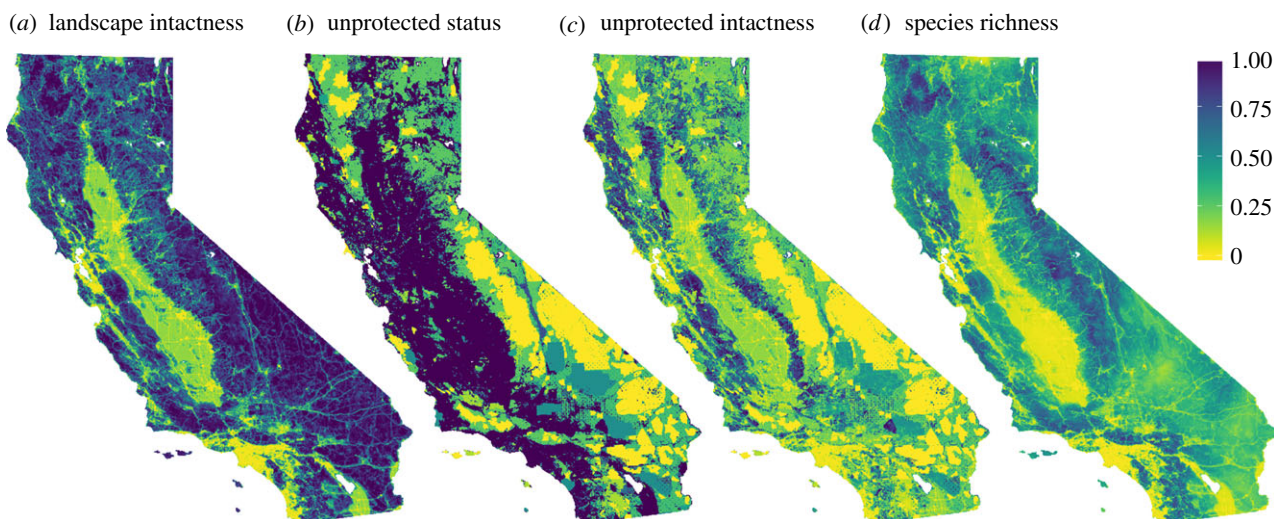 (a) landscape intactness
(b) unprotected status
(c) unprotected intactness
(d) species richness
1.00
0.75
0.50
0.25
0